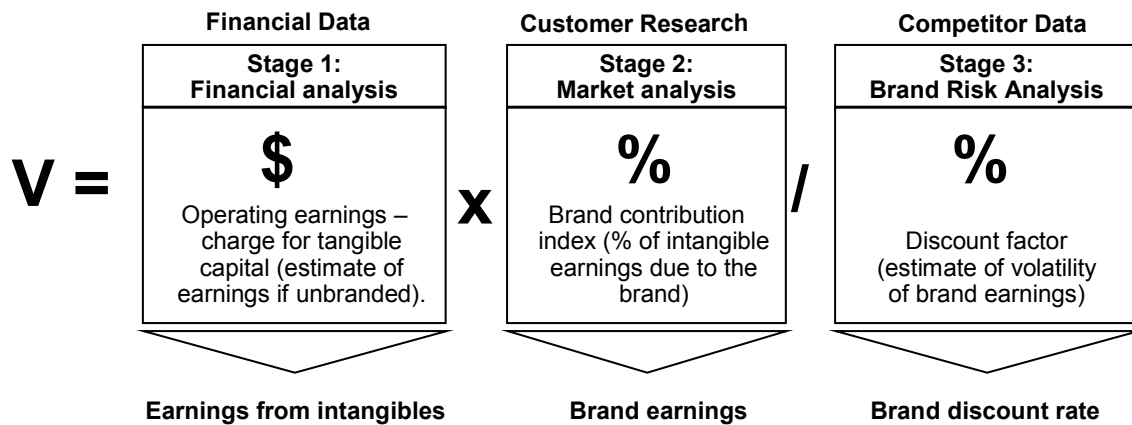 Financial Data
Customer Research
Competitor Data
Stage 1:
Financial analysis
Stage 2:
Market analysis
Stage 3:
Brand Risk Analysis
V =
$
Operating earnings –
charge for tangible
capital (estimate of
earnings if unbranded).
x
%
Brand contribution
index (% of intangible
earnings due to the
brand)
/
%
Discount factor
(estimate of volatility
of brand earnings)
Earnings from intangibles
Brand earnings
Brand discount rate